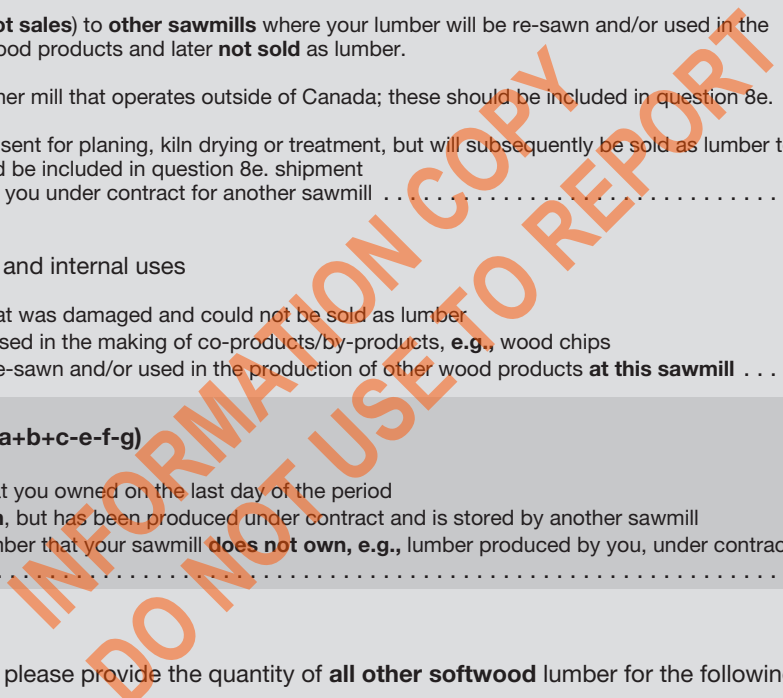 ot sales) to other sawmills where your lumber will be re-sawn and/or used in the
ood products and later not sold as lumber.
her mill that operates outside of Canada; these should be included in question 8e.
sent for planing, kiln drying or treatment, but will subsequently be sold as lumber t
d be included in question 8e. shipment
you under contract for another sawmill . . . . . . . . . . . . . . . . . . . . . . . . . . . .
and internal uses
at was damaged and could not be sold as lumber
sed in the making of co-products/by-products, e.g., wood chips
e-sawn and/or used in the production of other wood products at this sawmill . . .
a+b+c-e-f-g)
at you owned on the last day of the period
n, but has been produced under contract and is stored by another sawmill
mber that your sawmill does not own, e.g., lumber produced by you, under contrac
. . . . . . . . . . . . . . . . . . . . . . . . . . . . . . . . . . . . . . . . . . . . . . . . . . . . . . . .
please provide the quantity of all other softwood lumber for the followin
INFORMATION COPY
DO NOT USE TO REPORT